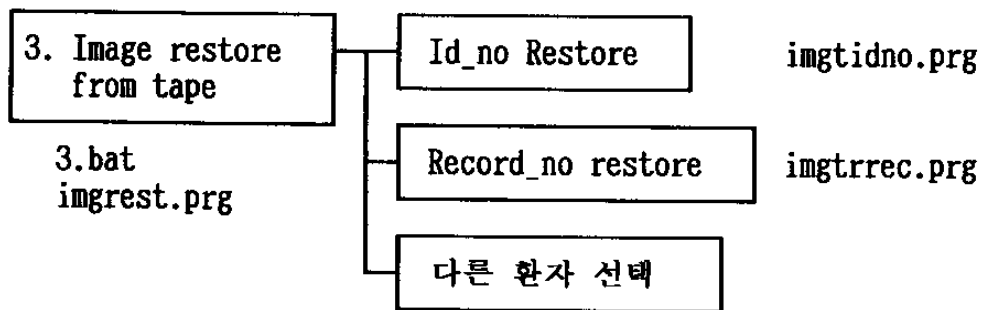 3. Image restore
from tape
3.bat
imgrest.prg
Id_no Restore
imgtidno.prg
Record_no restore
imgtrrec.prg
다른 환자 선택